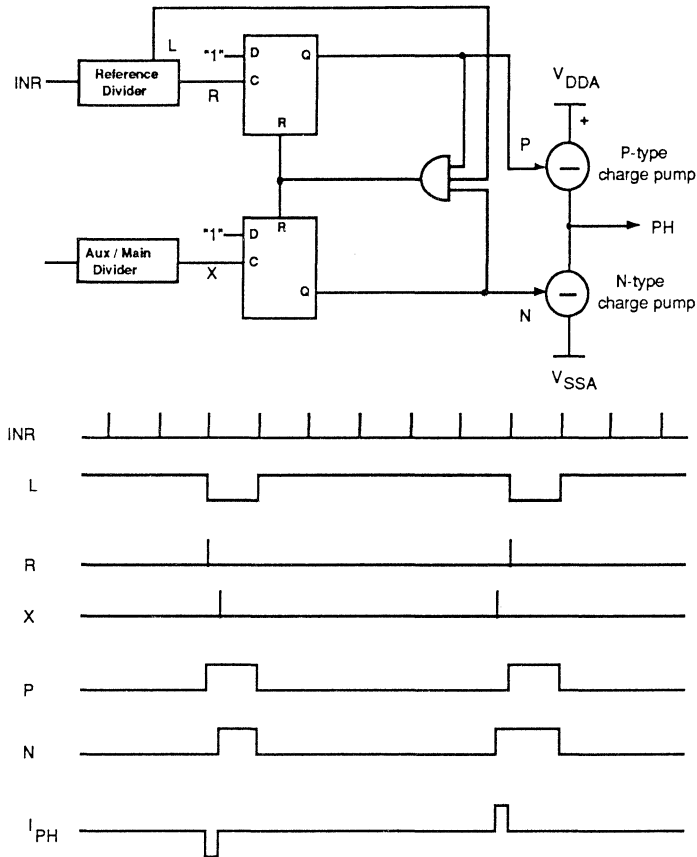 L
INR
Reference
Divider
R
"1"
D
Q
C
R
P
V DDA
+
P-type
charge pump
PH
Aux / Main
Divider
X
"1"
D
R
C
Q
N
N-type
charge pump
V SSA
INR
L
R
X
P
N
I PH